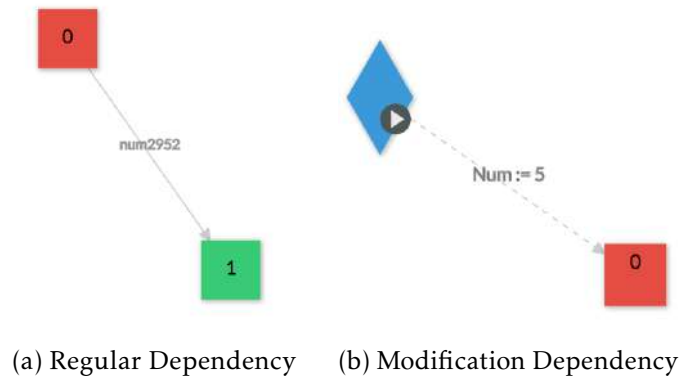 0
num2952
1
Num := 5
0
(a) Regular Dependency
(b) Modification Dependency